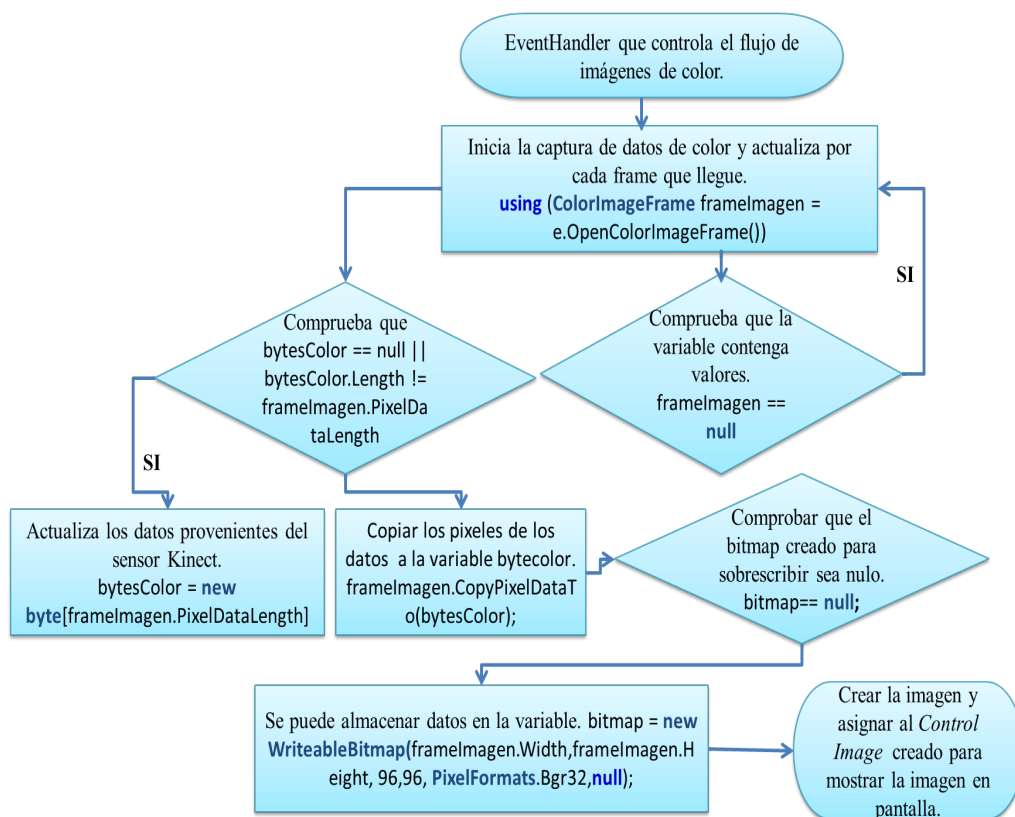 EventHandler que controla el flujo de
imágenes de color.
Inicia la captura de datos de color y actualiza por
cada frame que llegue.
using (ColorImageFrame frameImagen =
e.OpenColorImageFrame())
SI
Comprueba que
bytesColor == null ||
bytesColor.Length !=
frameImagen.PixelDa
taLength
Comprueba que la
variable contenga
valores.
frameImagen ==
null
SI
Actualiza los datos provenientes del
sensor Kinect.
bytesColor = new
byte[frameImagen.PixelDataLength]
Copiar los pixeles de los
datos a la variable bytecolor.
frameImagen.CopyPixelDataT
o(bytesColor);
Comprobar que el
bitmap creado para
sobrescribir sea nulo.
bitmap== null;
Se puede almacenar datos en la variable. bitmap = new
WriteableBitmap(frameImagen.Width,frameImagen.H
eight, 96,96, PixelFormats.Bgr32,null);
Crear la imagen y
asignar al Control
Image creado para
mostrar la imagen en
pantalla.